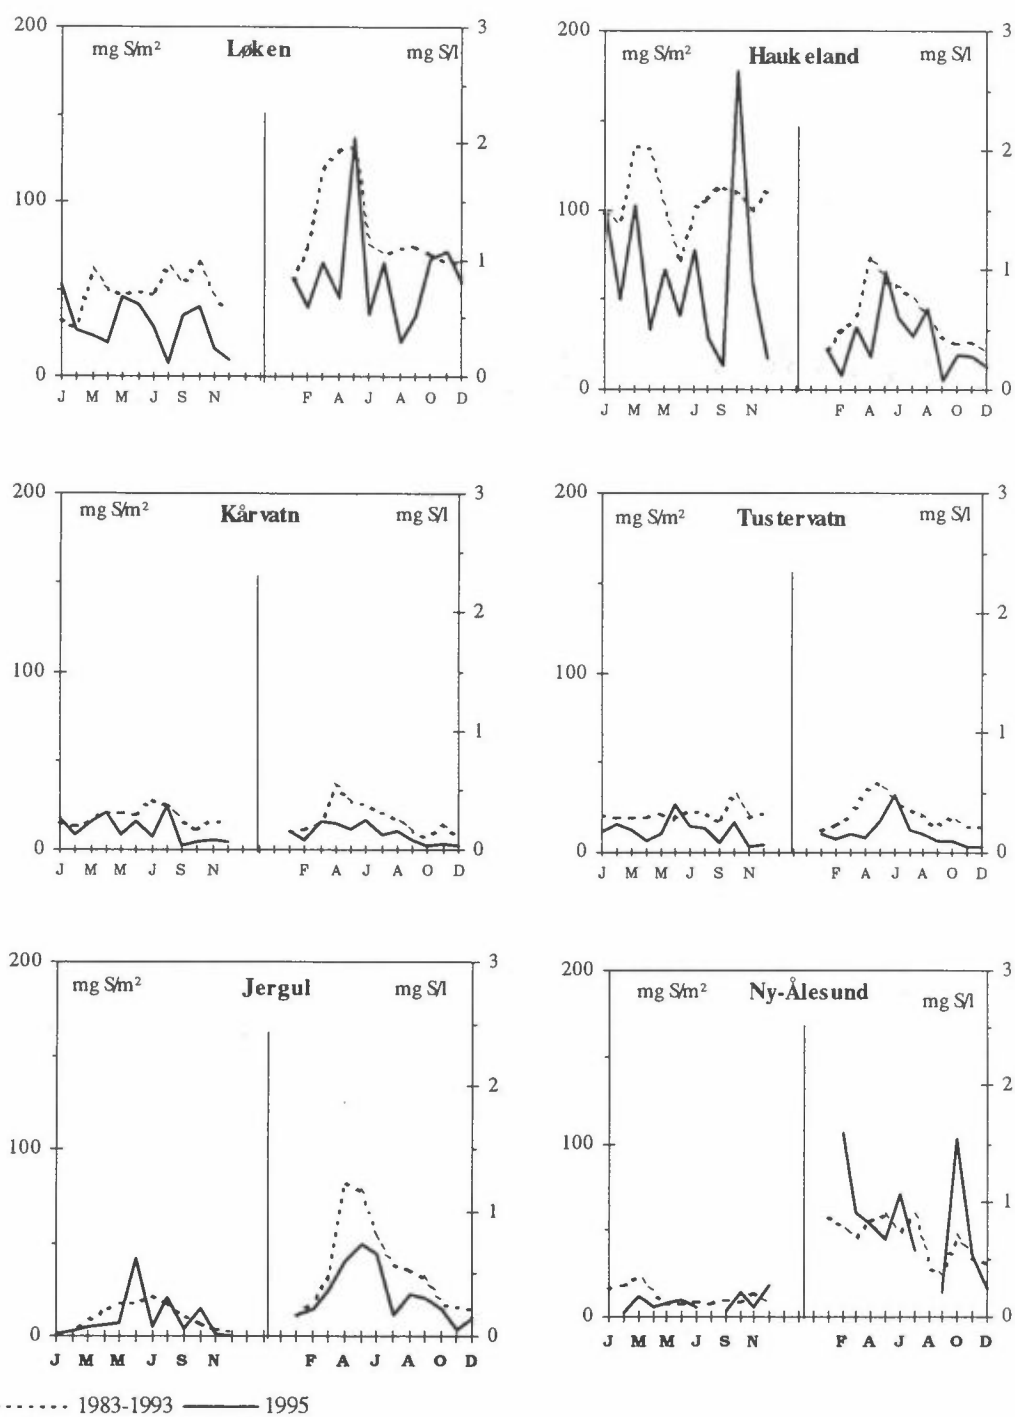 200 mg S/m² Løken mg S/l 3
2
100
1
0 0
J M M J S N F A J A O D
200 mg S/m² Haukeland mg S/l 3
2
100
1
0 0
J M M J S N F A J A O D
200 mg S/m² Kårvatn mg S/l 3
2
100
1
0 0
J M M J S N F A J A O D
200 mg S/m² Tustervatn mg S/l 3
2
100
1
0 0
J M M J S N F A J A O D
200 mg S/m² Jergul mg S/l 3
2
100
1
0 0
J M M J S N F A J A O D
200 mg S/m² Ny-Ålesund mg S/l 3
2
100
1
0 0
J M M J S N F A J A O D
1983-1993 1995